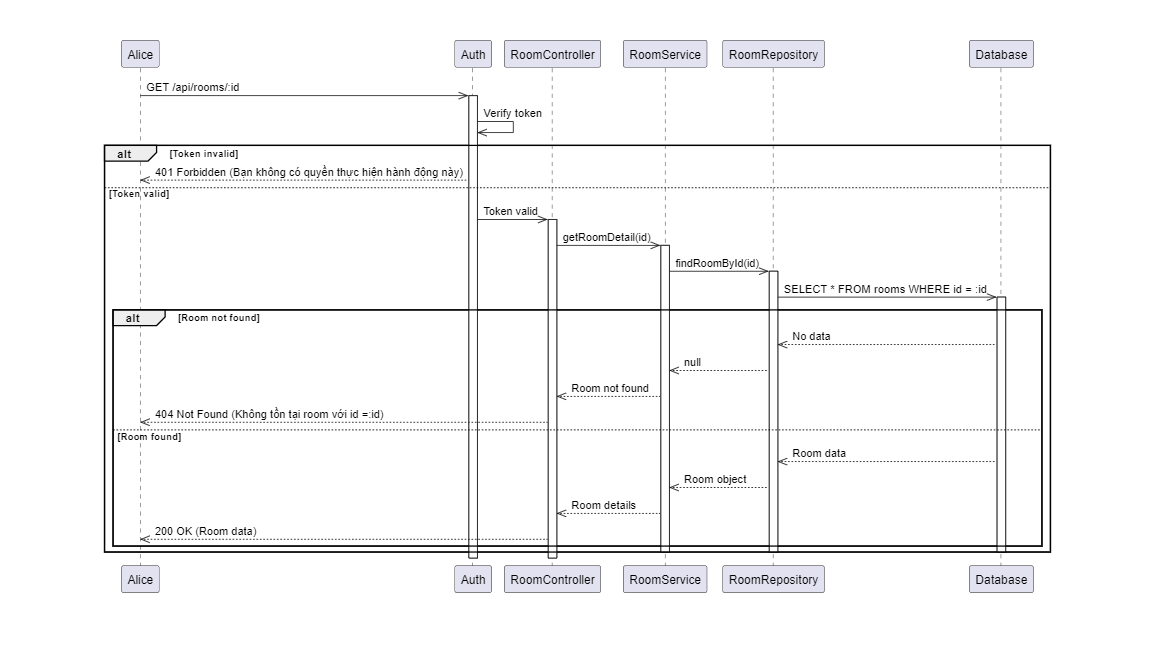 Alice Auth RoomController RoomService RoomRepository Database
GET /api/rooms/:id
Verify token
alt [Token invalid]
401 Forbidden (Bạn không có quyền thực hiện hành động này)
[Token valid]
Token valid
getRoomDetail(id)
findRoomById(id)
SELECT * FROM rooms WHERE id = :id
alt [Room not found]
No data
null
Room not found
404 Not Found (Không tồn tại room với id =:id)
[Room found]
Room data
Room object
Room details
200 OK (Room data)
Alice Auth RoomController RoomService RoomRepository Database